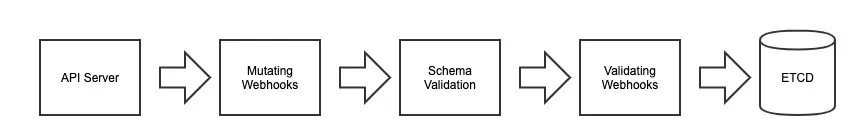 API Server
Mutating
Webhooks
Schema
Validation
Validating
Webhooks
ETCD